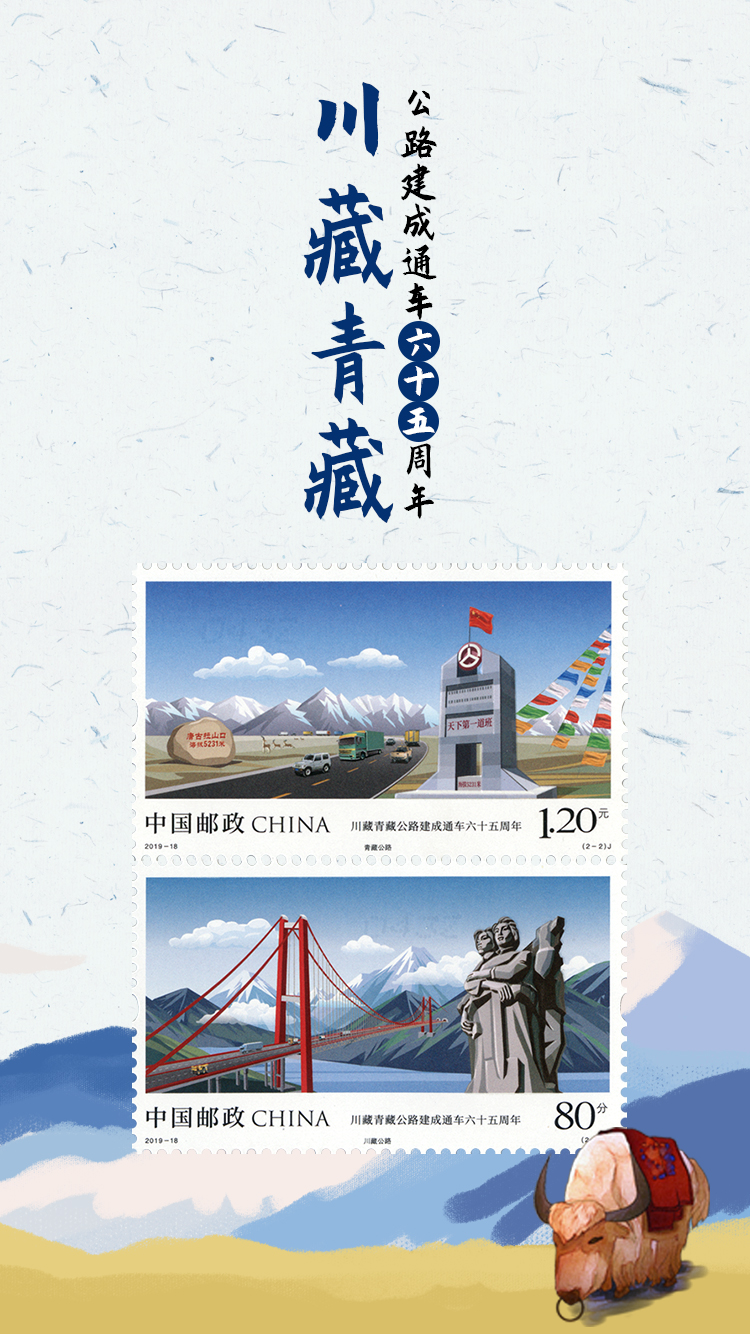 川藏青藏
公路建成通车六十五周年
唐古拉山口
海拔5231米
天下第一道班
中国邮政 CHINA
川藏青藏公路建成通车六十五周年
1.20元
2019-18
青藏公路
(2-2)J
中国邮政 CHINA
川藏青藏公路建成通车六十五周年
80分
2019-18
川藏公路
(2-